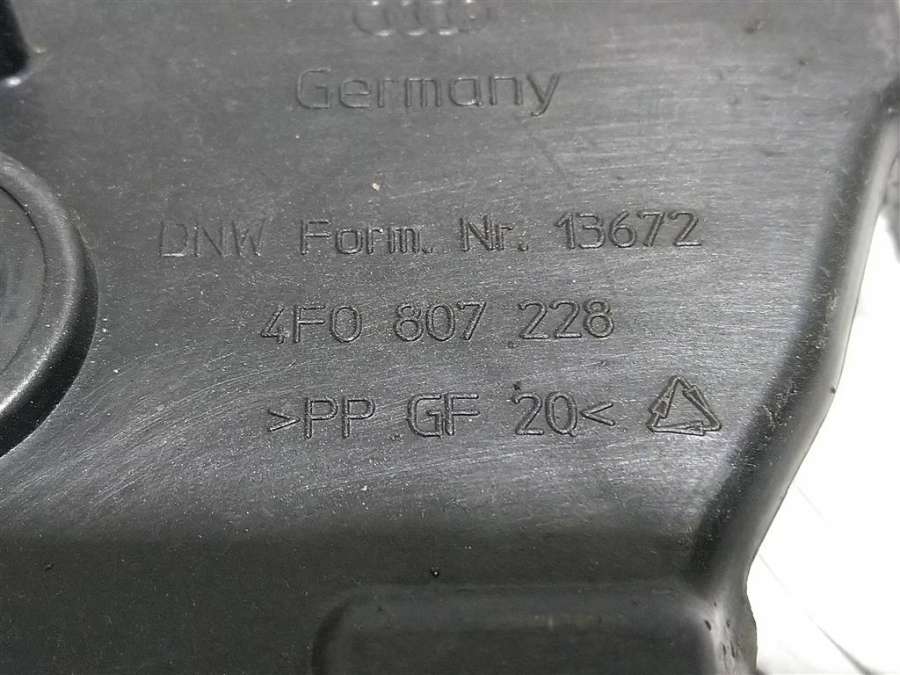 Germany
DNW Form. Nr. 13672
4F0 807 228
>PP GF 20<